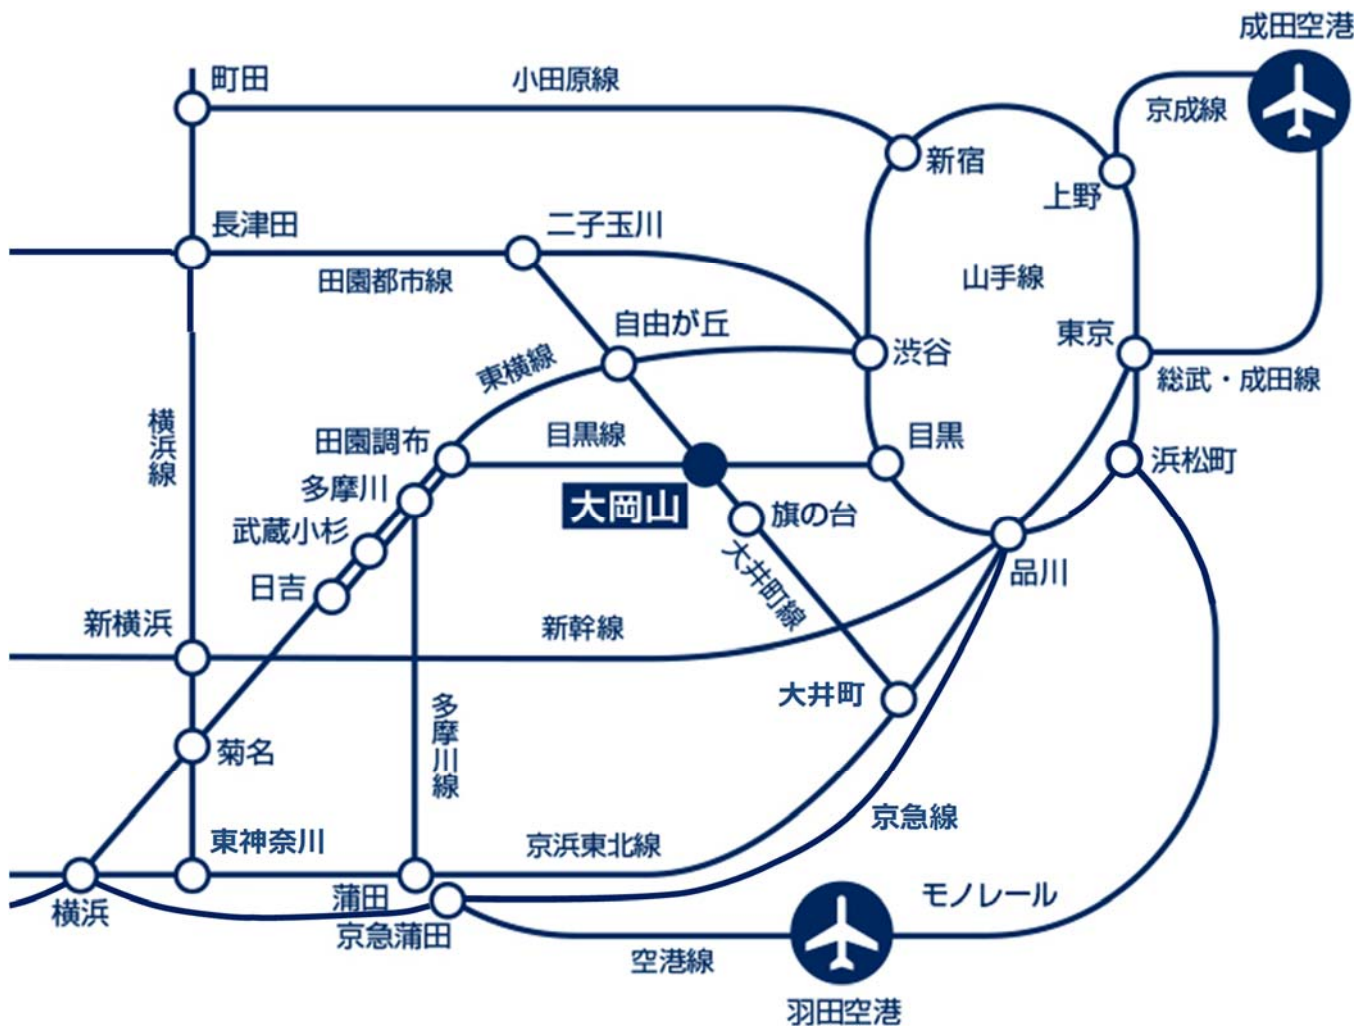 成田空港
町田
小田原線
京成線
新宿
上野
長津田
二子玉川
田園都市線
山手線
自由が丘
東京
渋谷
東横線
総武・成田線
横浜線
田園調布
目黒線
目黒
浜松町
多摩川
大岡山
旗の台
武蔵小杉
大井町線
品川
日吉
新横浜
新幹線
大井町
多摩川線
菊名
東神奈川
京急線
京浜東北線
蒲田
モノレール
横浜
京急蒲田
空港線
羽田空港